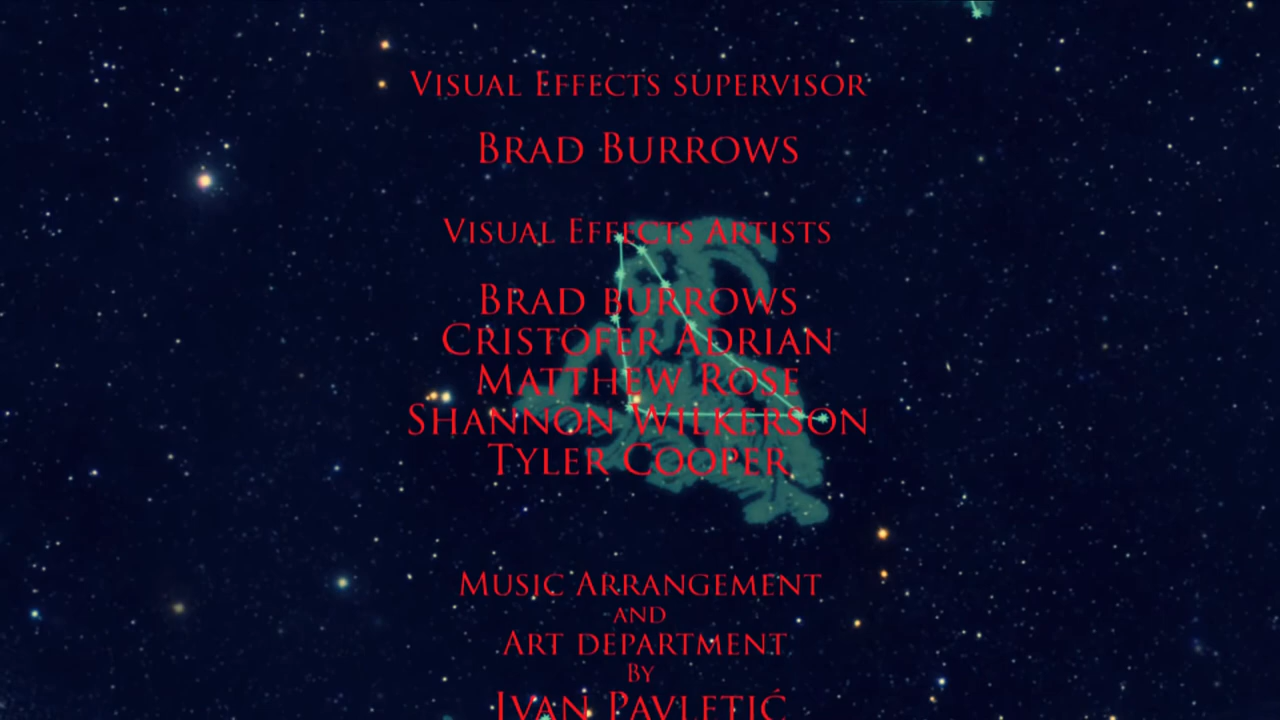 Visual Effects supervisor
Brad Burrows
Visual Effects Artists
Brad burrows
Cristofer Adrian
Matthew Rose
Shannon Wilkerson
Tyler Cooper
Music Arrangement
and
Art department
By
Ivan Pavletić